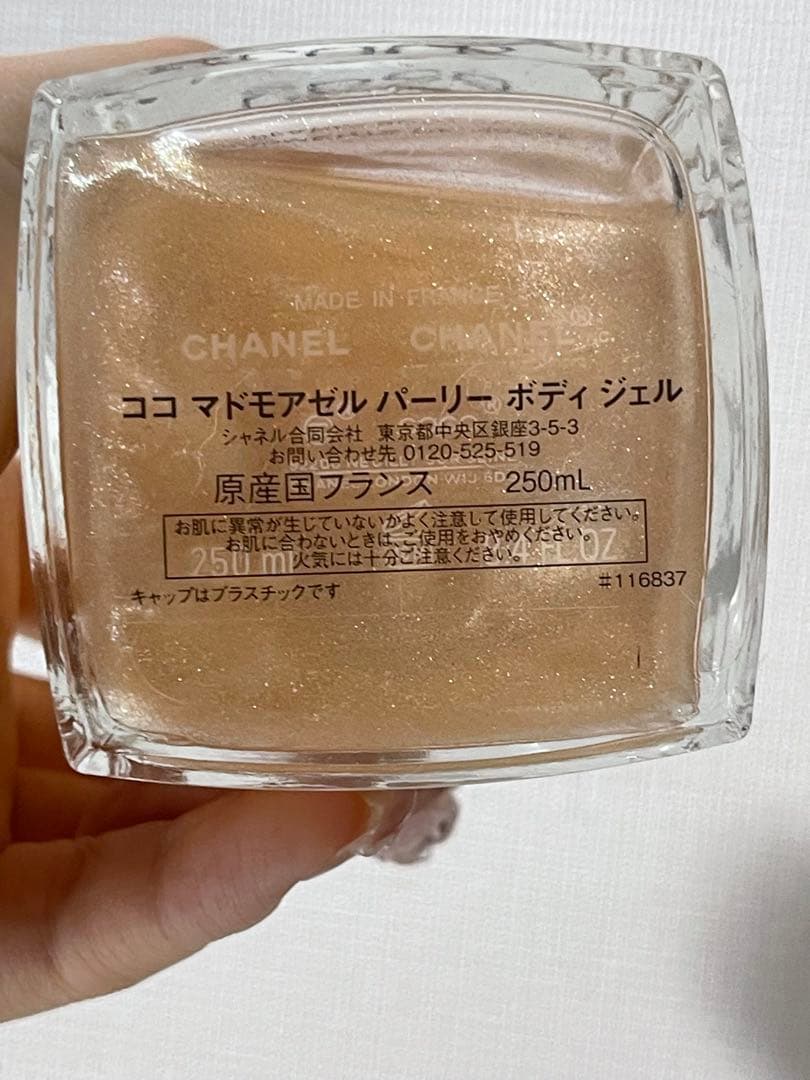 MADE IN FRANCE
CHANEL CHANEL®
ココ マドモアゼル パーリー ボディ ジェル
シャネル合同会社 東京都中央区銀座3-5-3
お問い合わせ先 0120-525-519
LONDON W1J 6D
原産国フランス 250mL
お肌に異常が生じていないかよく注意して使用してください。
お肌に合わないときは、ご使用をおやめください。
火気には十分ご注意ください。
250 ml FL OZ
キャップはプラスチックです #116837